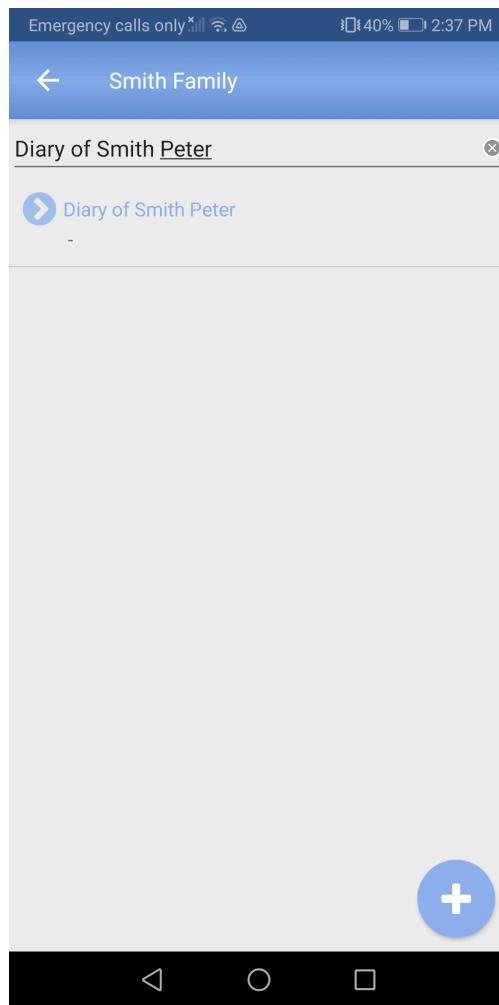 Emergency calls only 40% 2:37 PM
Smith Family
Diary of Smith Peter
Diary of Smith Peter
-